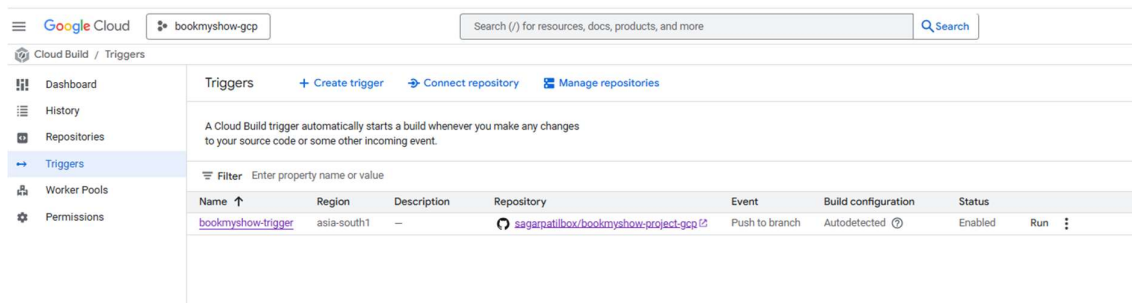 Google Cloud
bookmyshow-gcp
Search (/) for resources, docs, products, and more
Search
Cloud Build / Triggers
Dashboard
History
Repositories
Triggers
Worker Pools
Permissions
Triggers
+ Create trigger
Connect repository
Manage repositories
A Cloud Build trigger automatically starts a build whenever you make any changes
to your source code or some other incoming event.
Filter Enter property name or value
Name ↑ Region Description Repository Event Build configuration Status
bookmyshow-trigger asia-south1 — sagarpatilbox/bookmyshow-project-gcp Push to branch Autodetected Enabled Run